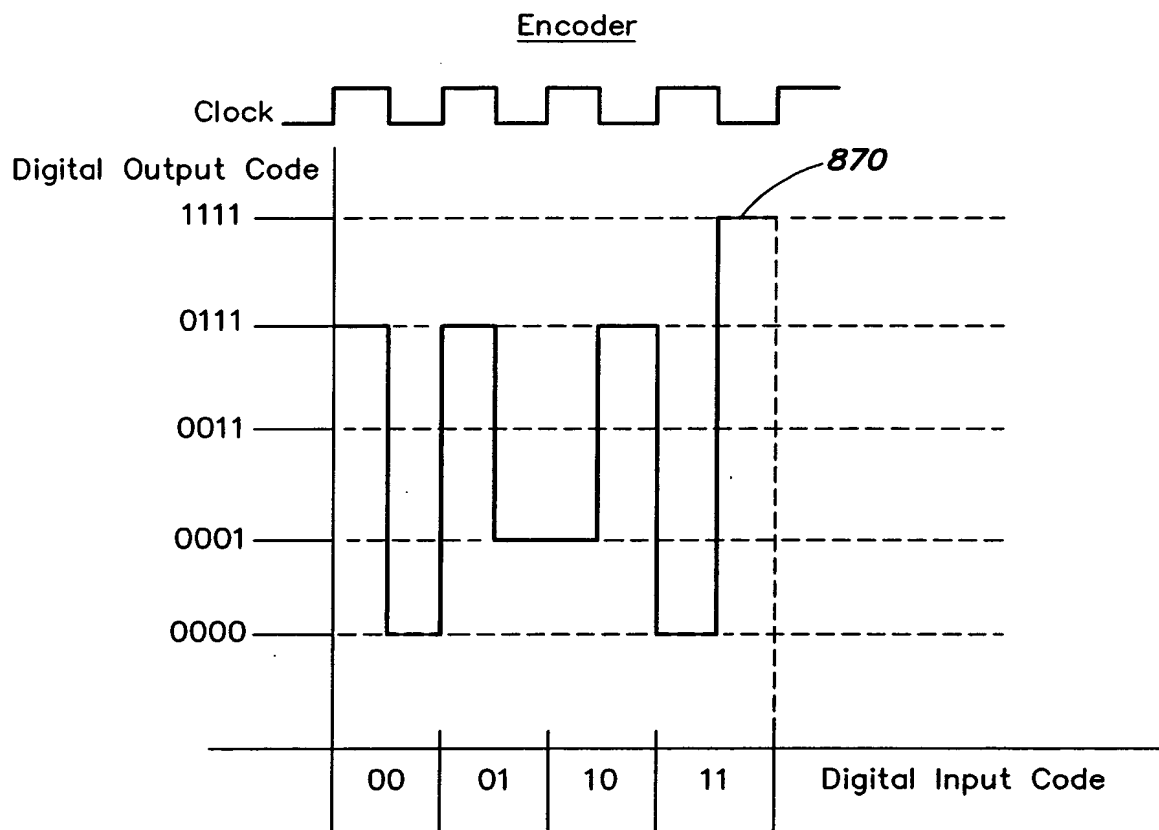 Encoder
Clock
Digital Output Code
870
1111
0111
0011
0001
0000
00 01 10 11 Digital Input Code